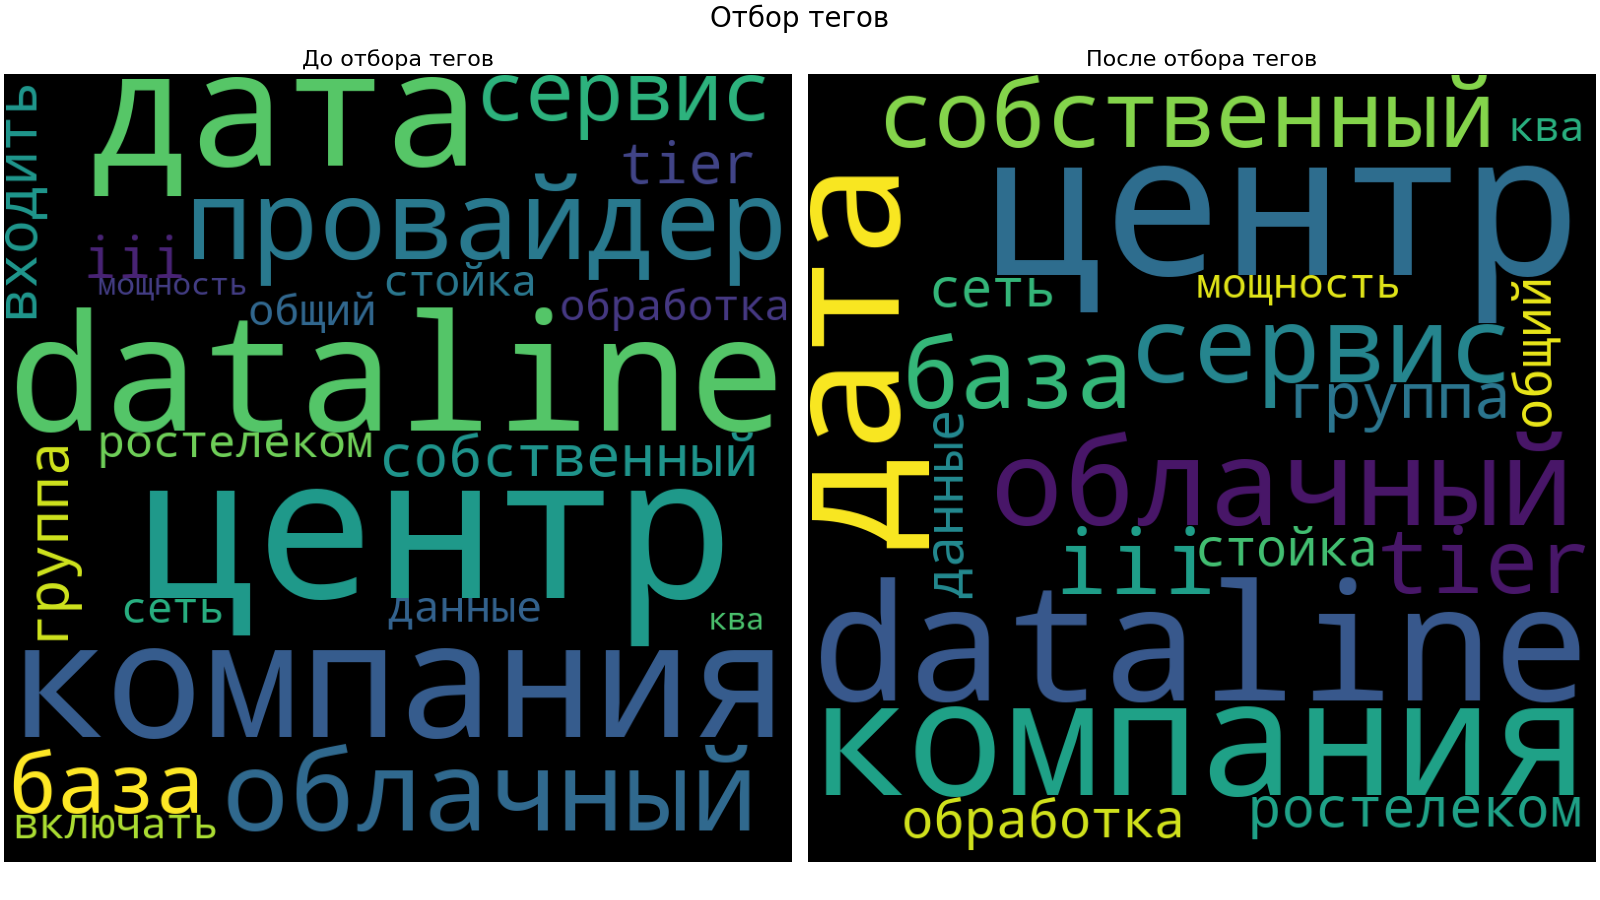 Отбор тегов
До отбора тегов
дата
сервис
входить
tier
провайдер
iii
мощность
стойка
общий
обработка
dataline
ростелеком
собственный
группа
центр
сеть
данные
ква
компания
база
облачный
включать
После отбора тегов
собственный
ква
центр
дата
сеть
мощность
общий
сервис
база
группа
данные
облачный
iii
стойка
tier
dataline
компания
обработка
ростелеком